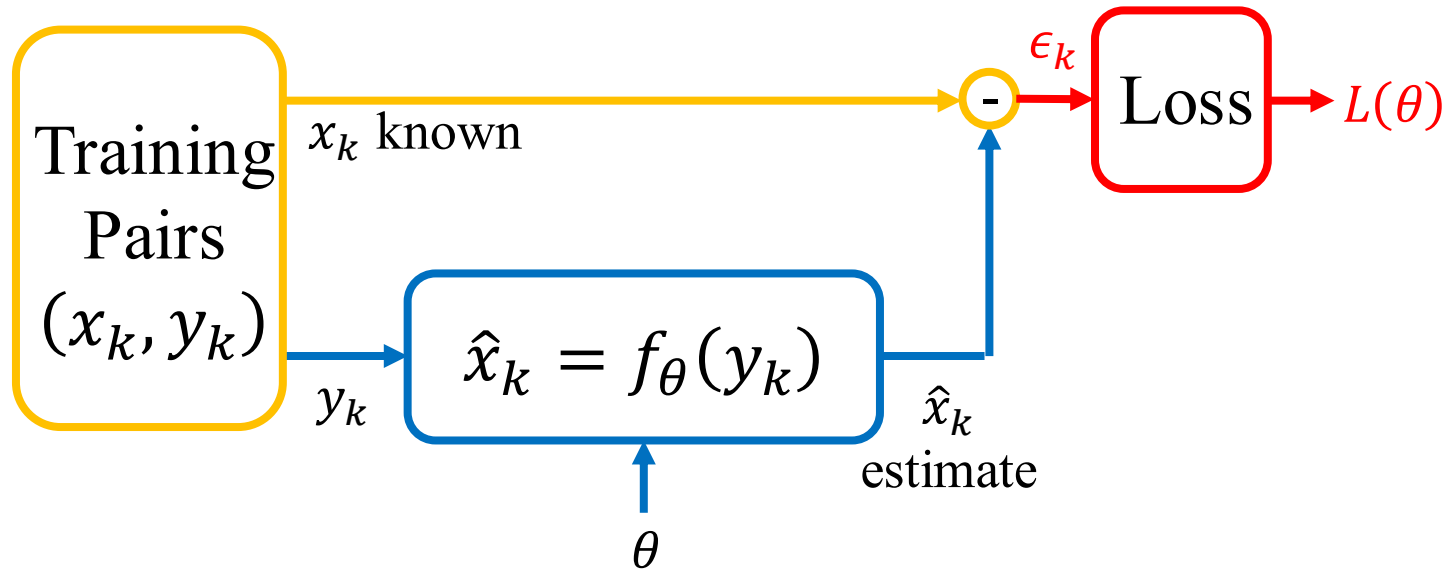 Training
Pairs
(x_k, y_k)
x_k known
y_k
x̂_k = f_θ(y_k)
θ
x̂_k
estimate
-
ϵ_k
Loss
L(θ)